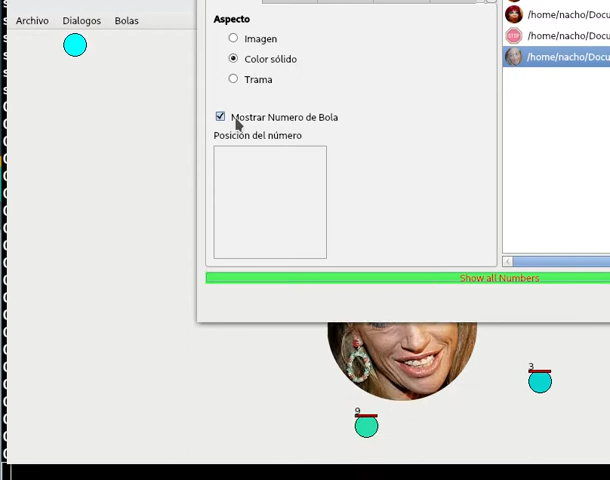 Archivo Dialogos Bolas
Aspecto
Imagen
Color sólido
Trama
Mostrar Numero de Bola
Posición del número
/home/nacho/Docu
/home/nacho/Docu
STOP
/home/nacho/Docu
Show all Numbers
3
9